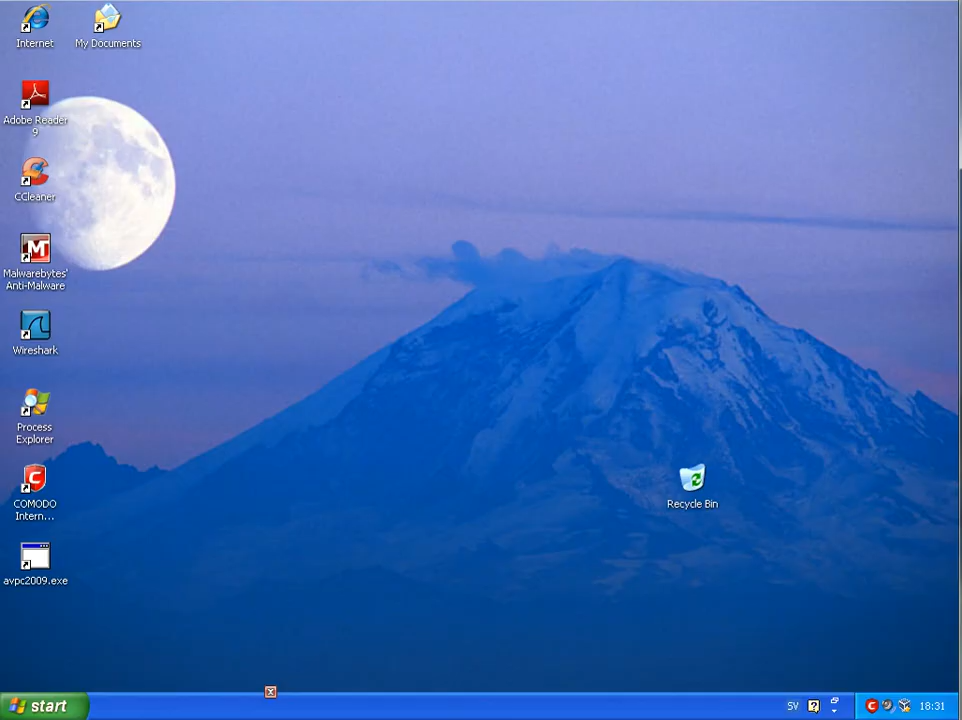 Internet
My Documents
Adobe Reader
9
CCleaner
Malwarebytes'
Anti-Malware
Wireshark
Process
Explorer
COMODO
Intern...
avpc2009.exe
Recycle Bin
start
SV
18:31